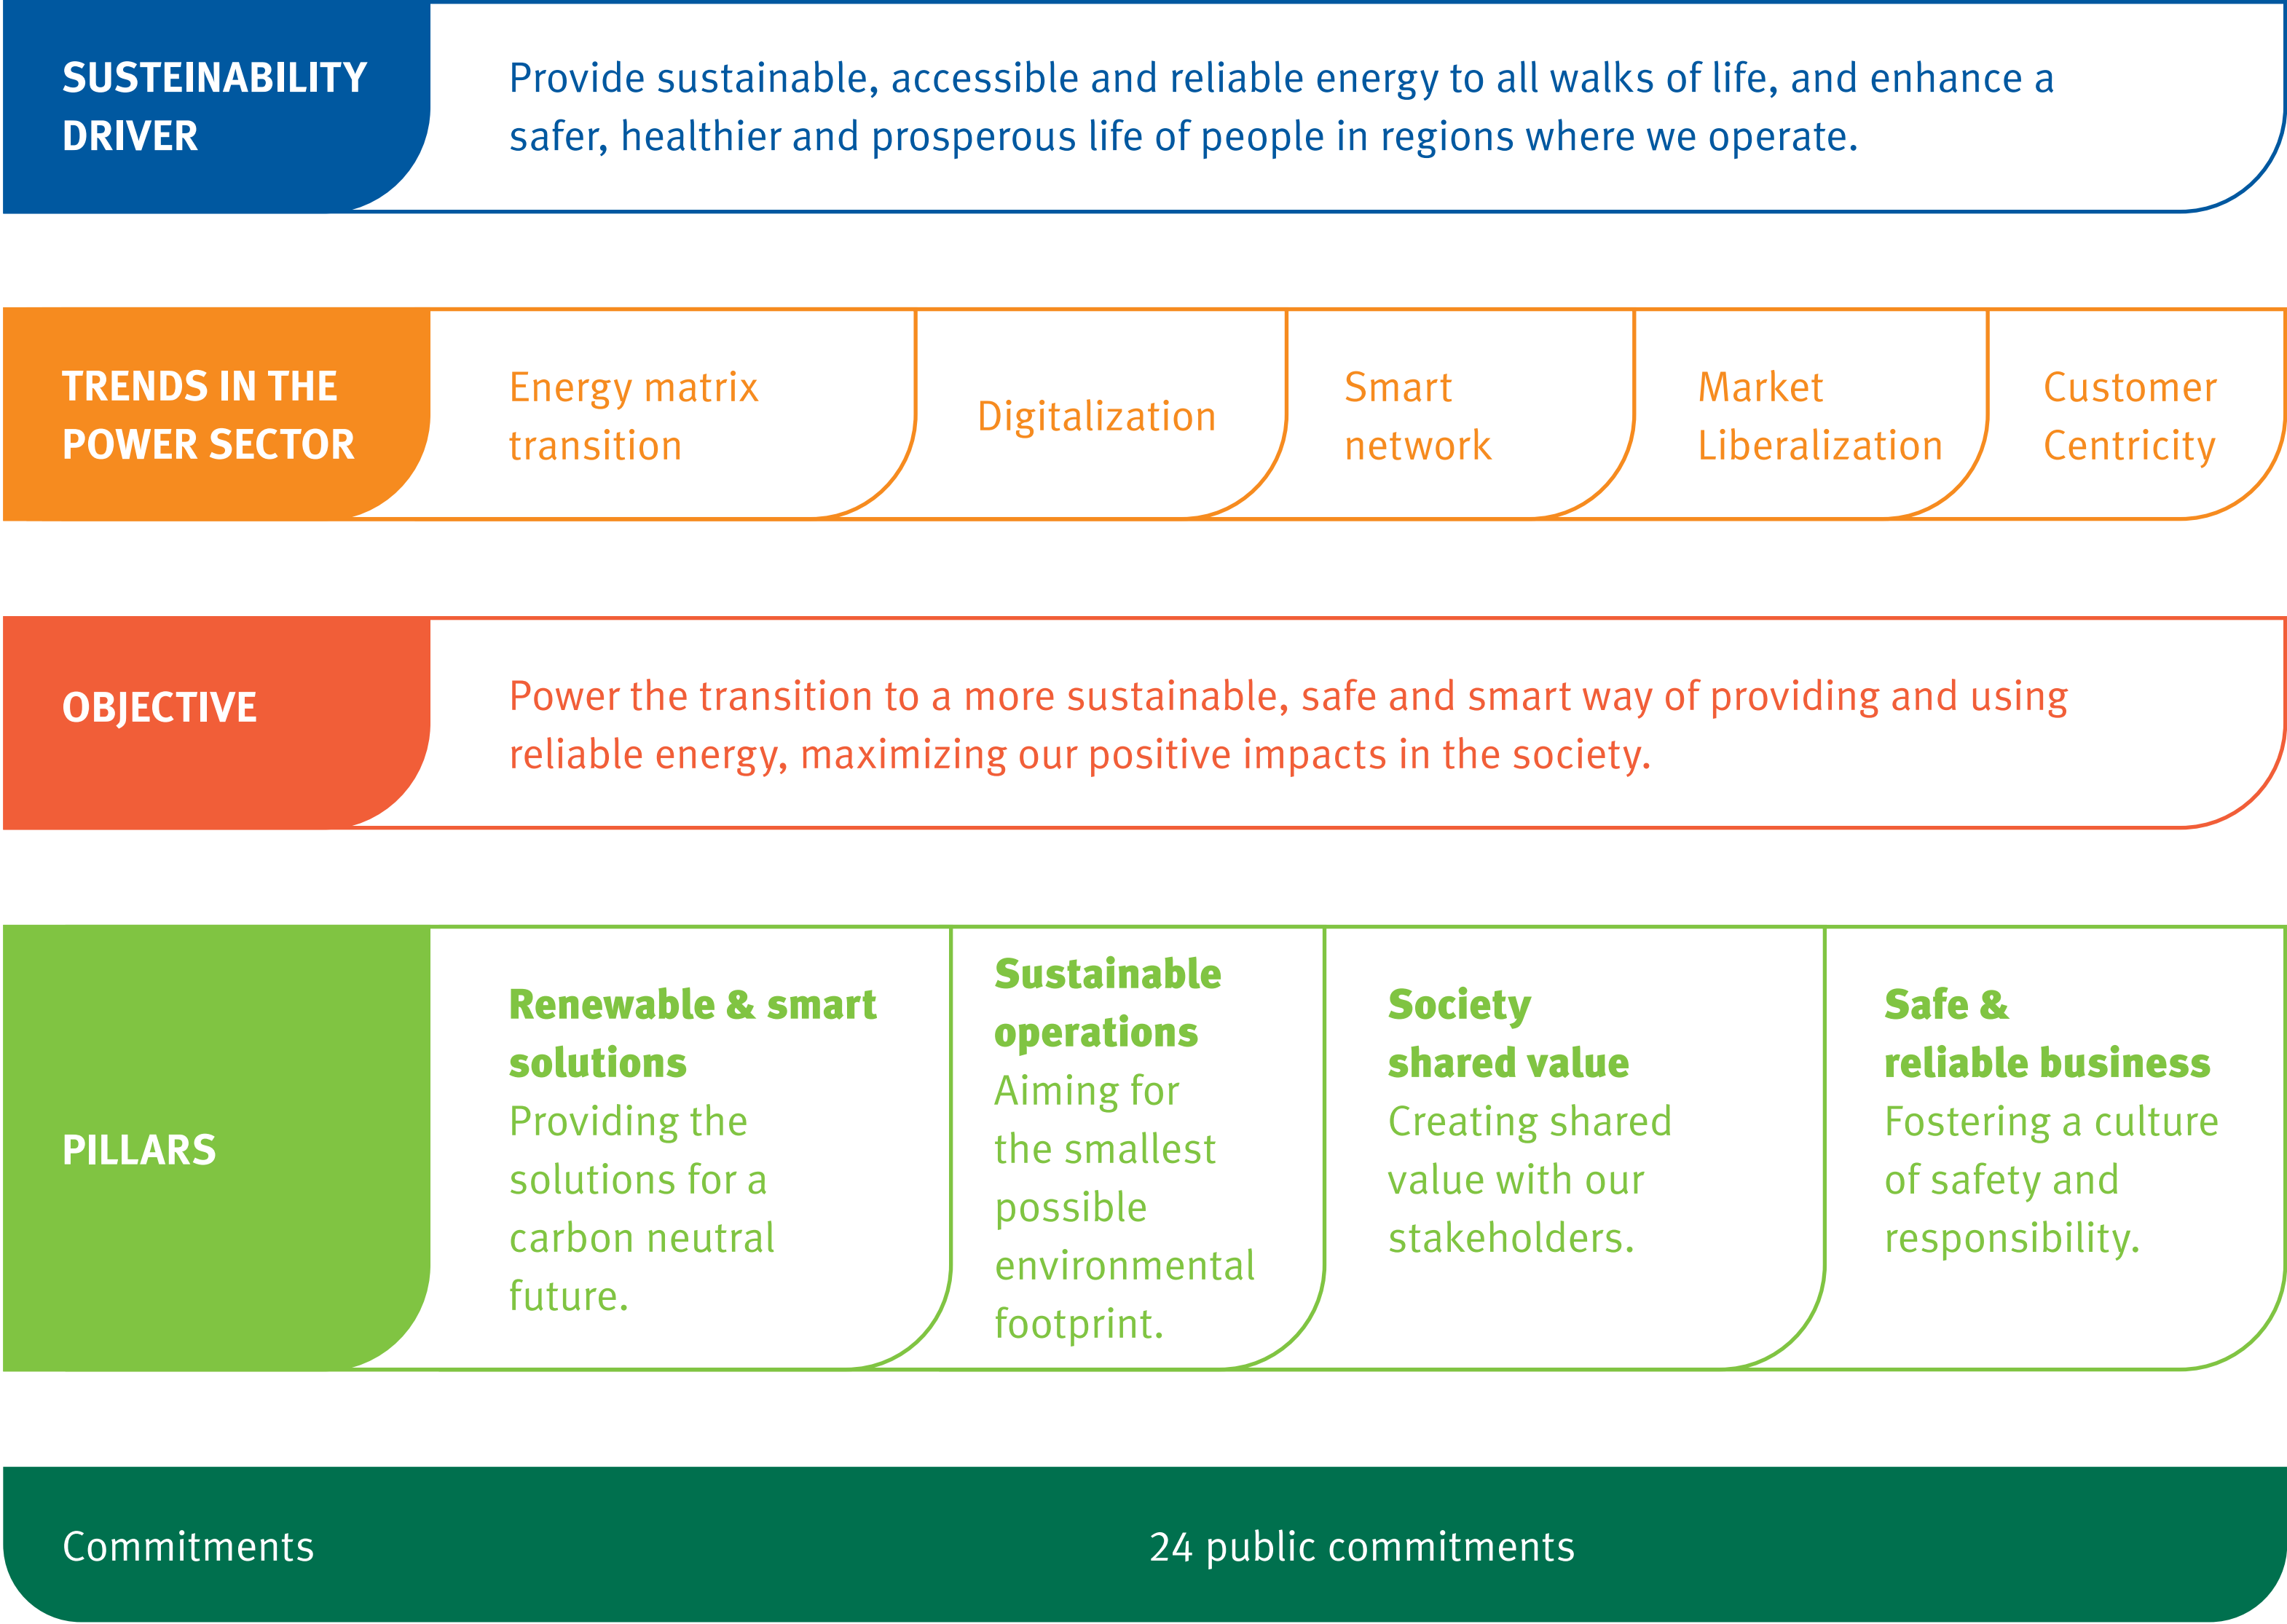 SUSTEINABILITY
DRIVER
Provide sustainable, accessible and reliable energy to all walks of life, and enhance a
safer, healthier and prosperous life of people in regions where we operate.
TRENDS IN THE
POWER SECTOR
Energy matrix
transition
Digitalization
Smart
network
Market
Liberalization
Customer
Centricity
OBJECTIVE
Power the transition to a more sustainable, safe and smart way of providing and using
reliable energy, maximizing our positive impacts in the society.
PILLARS
Renewable & smart
solutions
Providing the
solutions for a
carbon neutral
future.
Sustainable
operations
Aiming for
the smallest
possible
environmental
footprint.
Society
shared value
Creating shared
value with our
stakeholders.
Safe &
reliable business
Fostering a culture
of safety and
responsibility.
Commitments
24 public commitments